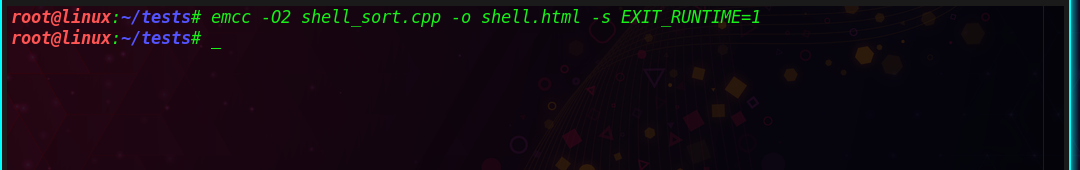 root@linux:~/tests# emcc -O2 shell_sort.cpp -o shell.html -s EXIT_RUNTIME=1
root@linux:~/tests# _